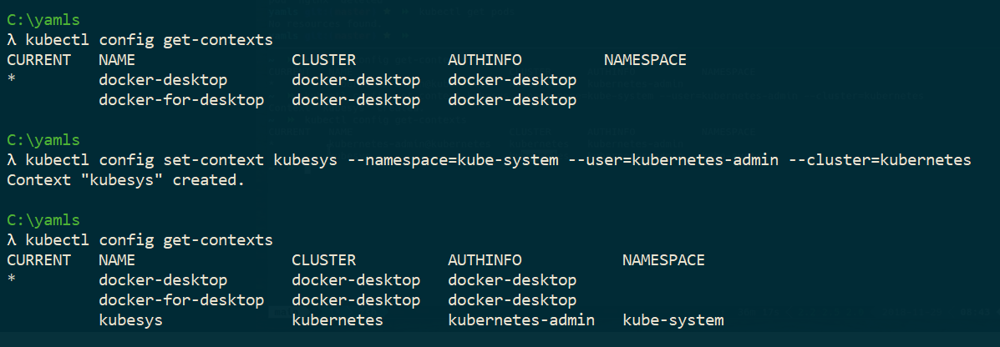 C:\yamls
λ kubectl config get-contexts
CURRENT   NAME                 CLUSTER          AUTHINFO         NAMESPACE
*         docker-desktop       docker-desktop   docker-desktop
          docker-for-desktop   docker-desktop   docker-desktop
C:\yamls
λ kubectl config set-context kubesys --namespace=kube-system --user=kubernetes-admin --cluster=kubernetes
Context "kubesys" created.
C:\yamls
λ kubectl config get-contexts
CURRENT   NAME                 CLUSTER          AUTHINFO           NAMESPACE
*         docker-desktop       docker-desktop   docker-desktop
          docker-for-desktop   docker-desktop   docker-desktop
          kubesys              kubernetes       kubernetes-admin   kube-system